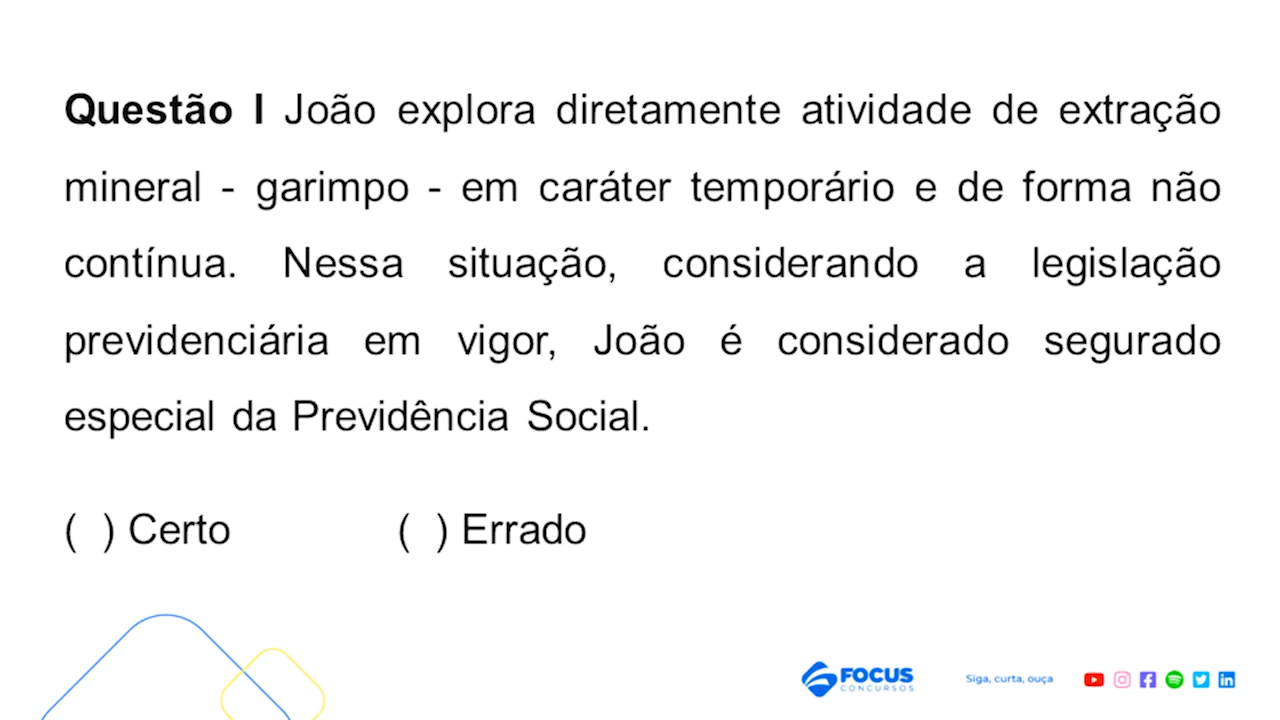 Questão I João explora diretamente atividade de extração
mineral - garimpo - em caráter temporário e de forma não
contínua. Nessa situação, considerando a legislação
previdenciária em vigor, João é considerado segurado
especial da Previdência Social.
( ) Certo ( ) Errado
FOCUS
CONCURSOS
Siga, curta, ouça